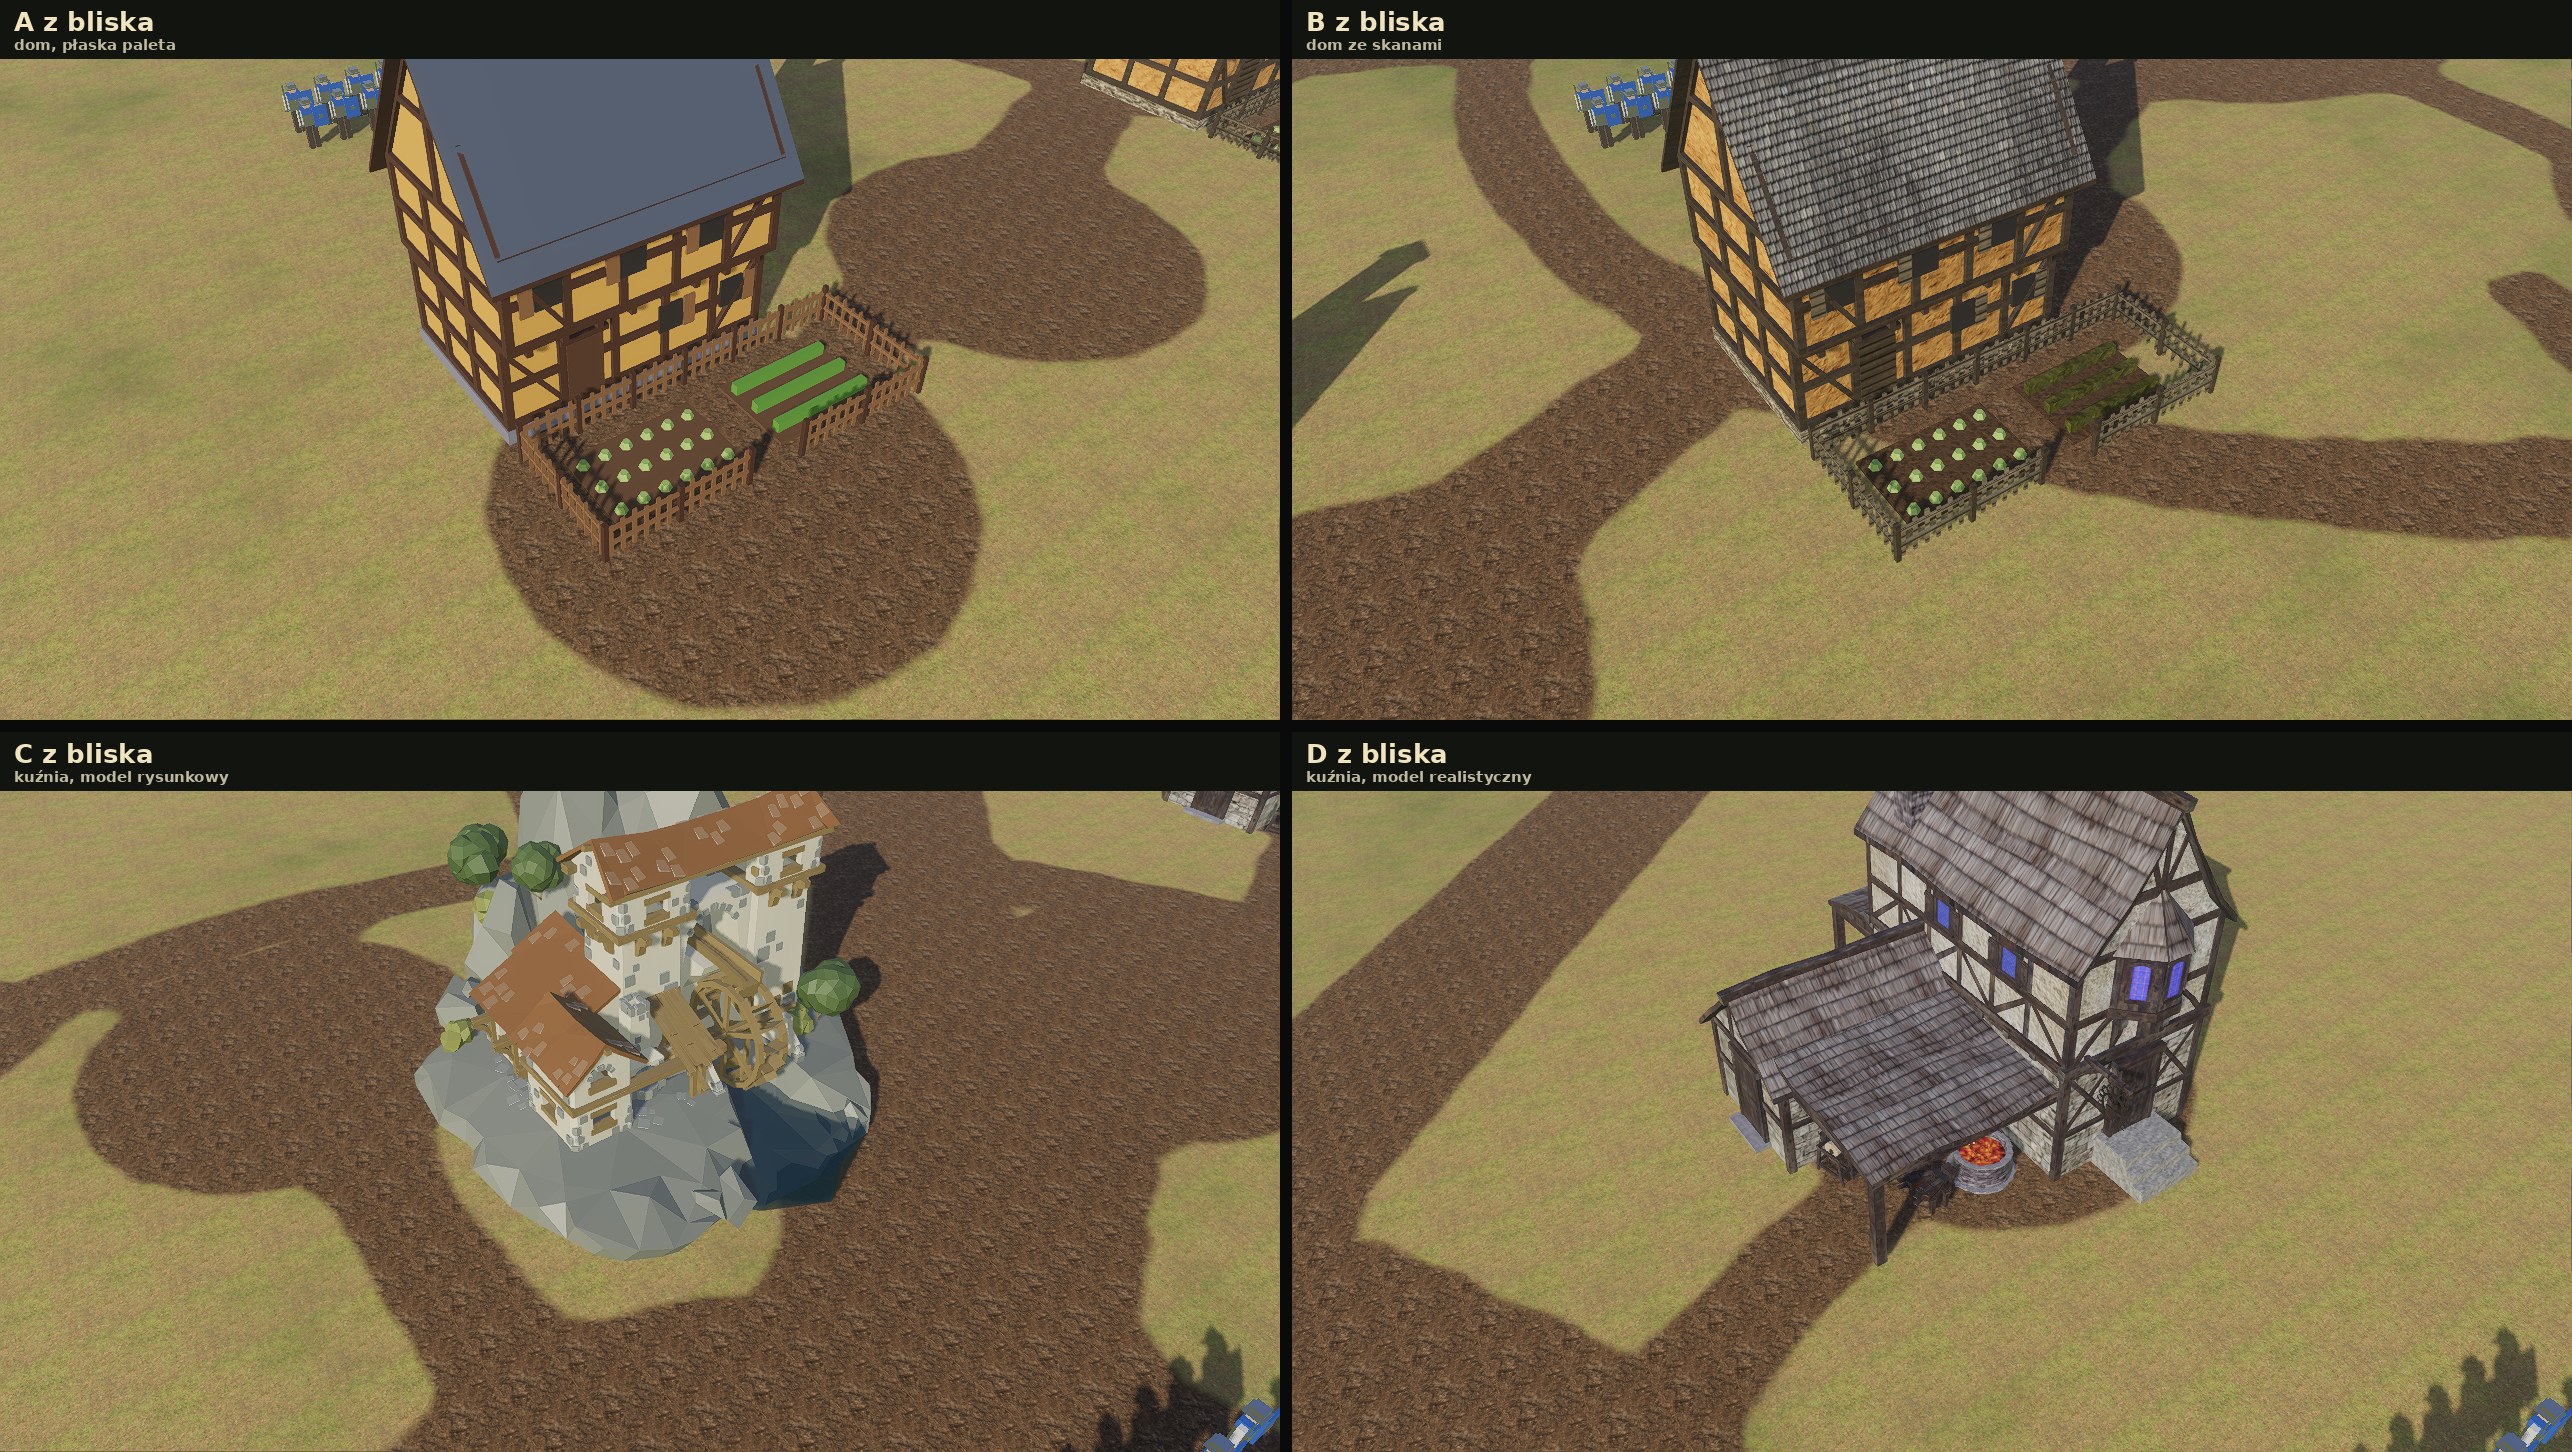 A z bliska
dom, płaska paleta
B z bliska
dom ze skanami
C z bliska
kuźnia, model rysunkowy
D z bliska
kuźnia, model realistyczny